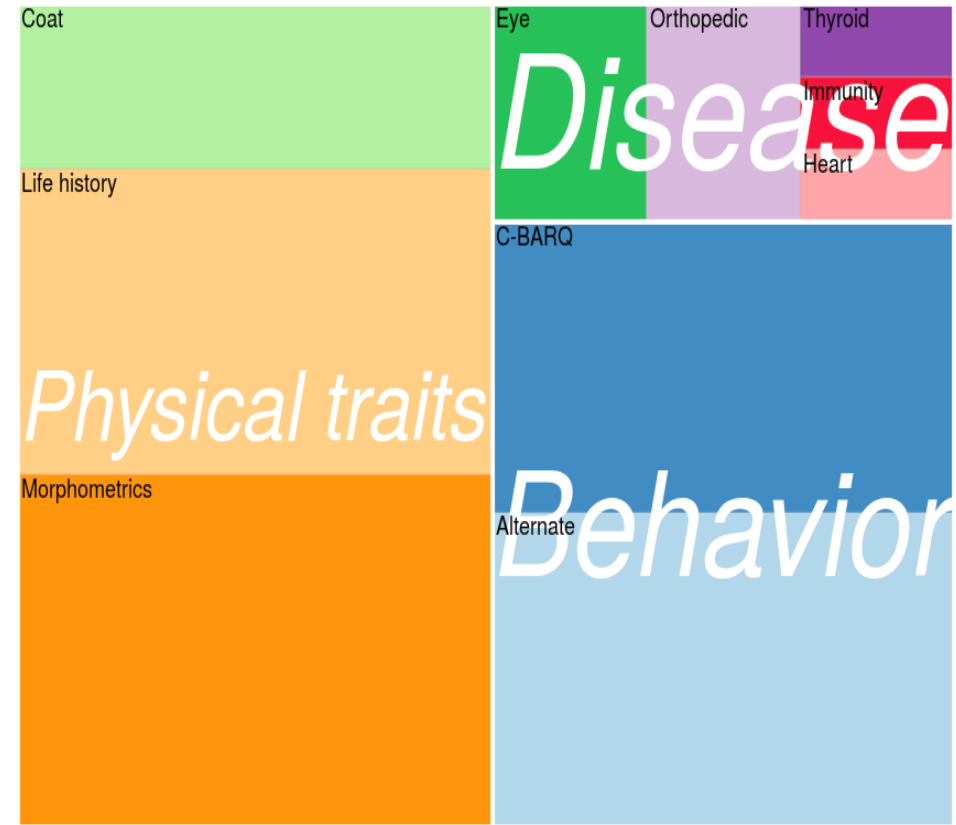 Coat
Life history
Physical traits
Morphometrics
Eye
Orthopedic
Thyroid
Disease
Immunity
Heart
C-BARQ
Behavior
Alternate